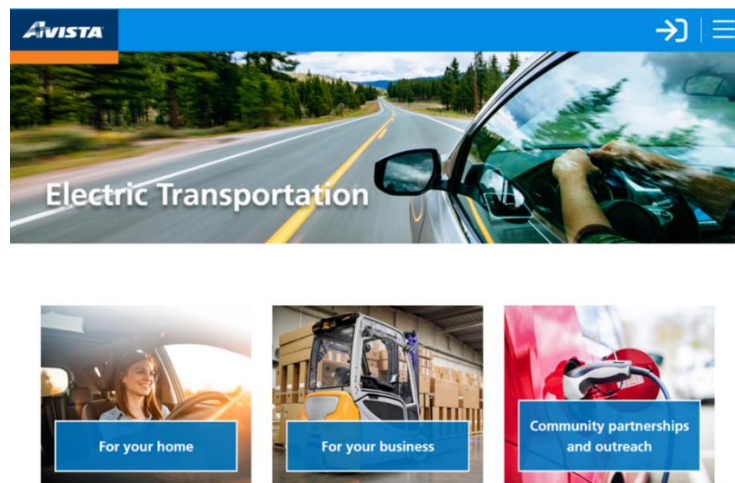 AVISTA
Electric Transportation
For your home
For your business
Community partnerships
and outreach